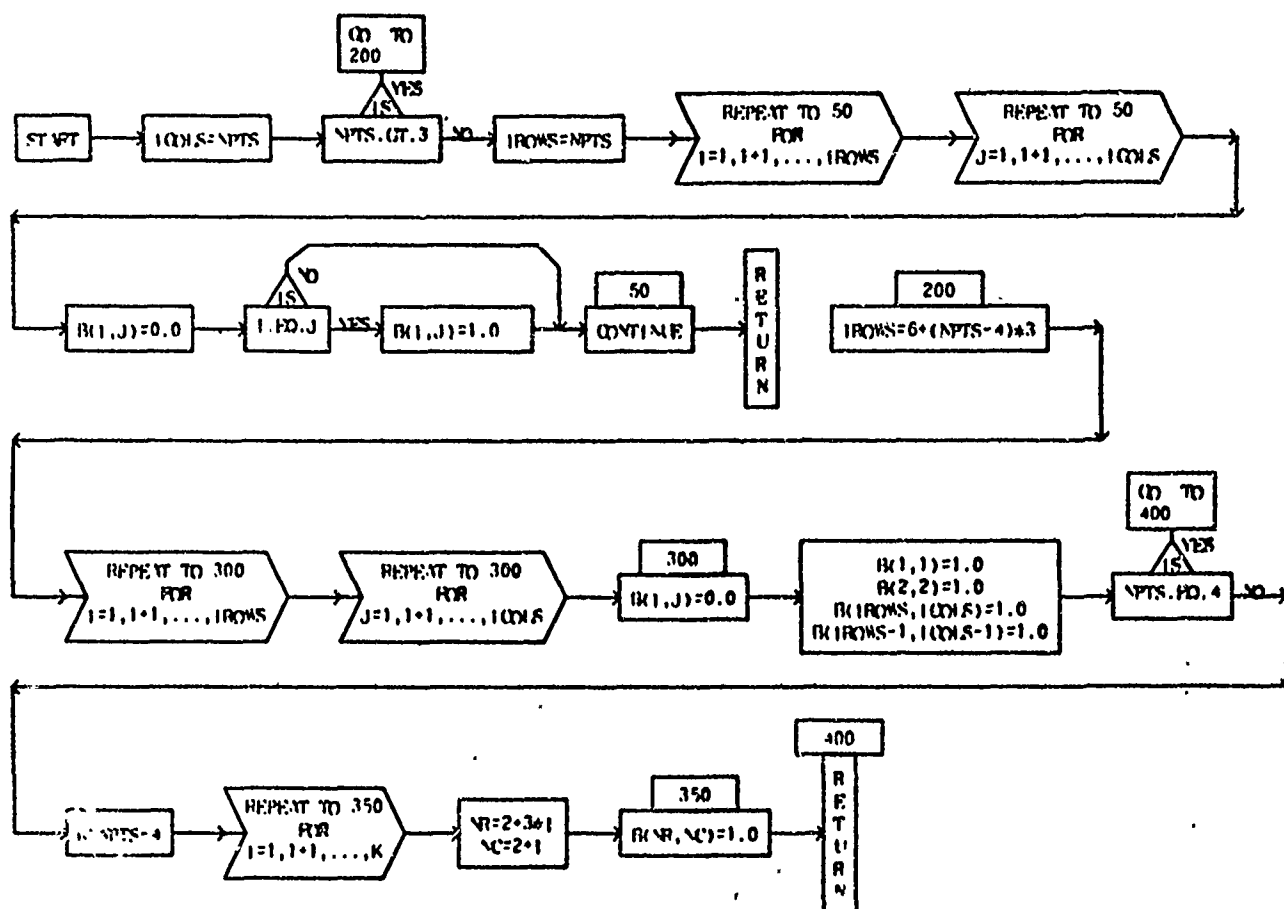 GO TO
200
YES
IS
START
ICOLS=NPTS
NPTS.GT.3
NO
IROWS=NPTS
REPEAT TO 50
FOR
I=1,1+1,...,IROWS
REPEAT TO 50
FOR
J=1,1+1,...,ICOLS
B(I,J)=0.0
NO
IS
I.EQ.J
YES
B(I,J)=1.0
50
CONTINUE
RETURN
200
IROWS=6+(NPTS-4)*3
REPEAT TO 300
FOR
I=1,1+1,...,IROWS
REPEAT TO 300
FOR
J=1,1+1,...,ICOLS
300
B(I,J)=0.0
B(1,1)=1.0
B(2,2)=1.0
B(IROWS,ICOLS)=1.0
B(IROWS-1,ICOLS-1)=1.0
GO TO
400
YES
IS
NPTS.EQ.4
NO
K=NPTS-4
REPEAT TO 350
FOR
I=1,1+1,...,K
NR=2+3*I
NC=2+I
350
B(NR,NC)=1.0
400
RETURN